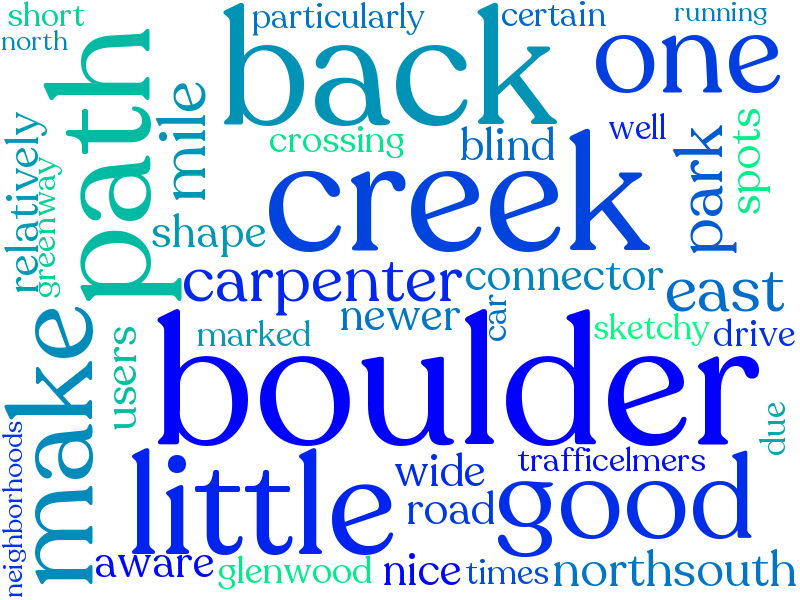 short
particularly
certain
running
north
back
one
path
mile
crossing
blind
well
relatively
greenway
creek
park
spots
shape
carpenter
connector
east
newer
car
make
users
marked
sketchy
drive
boulder
due
neighborhoods
little
wide
trafficelmers
good
road
aware
glenwood
nice
times
northsouth